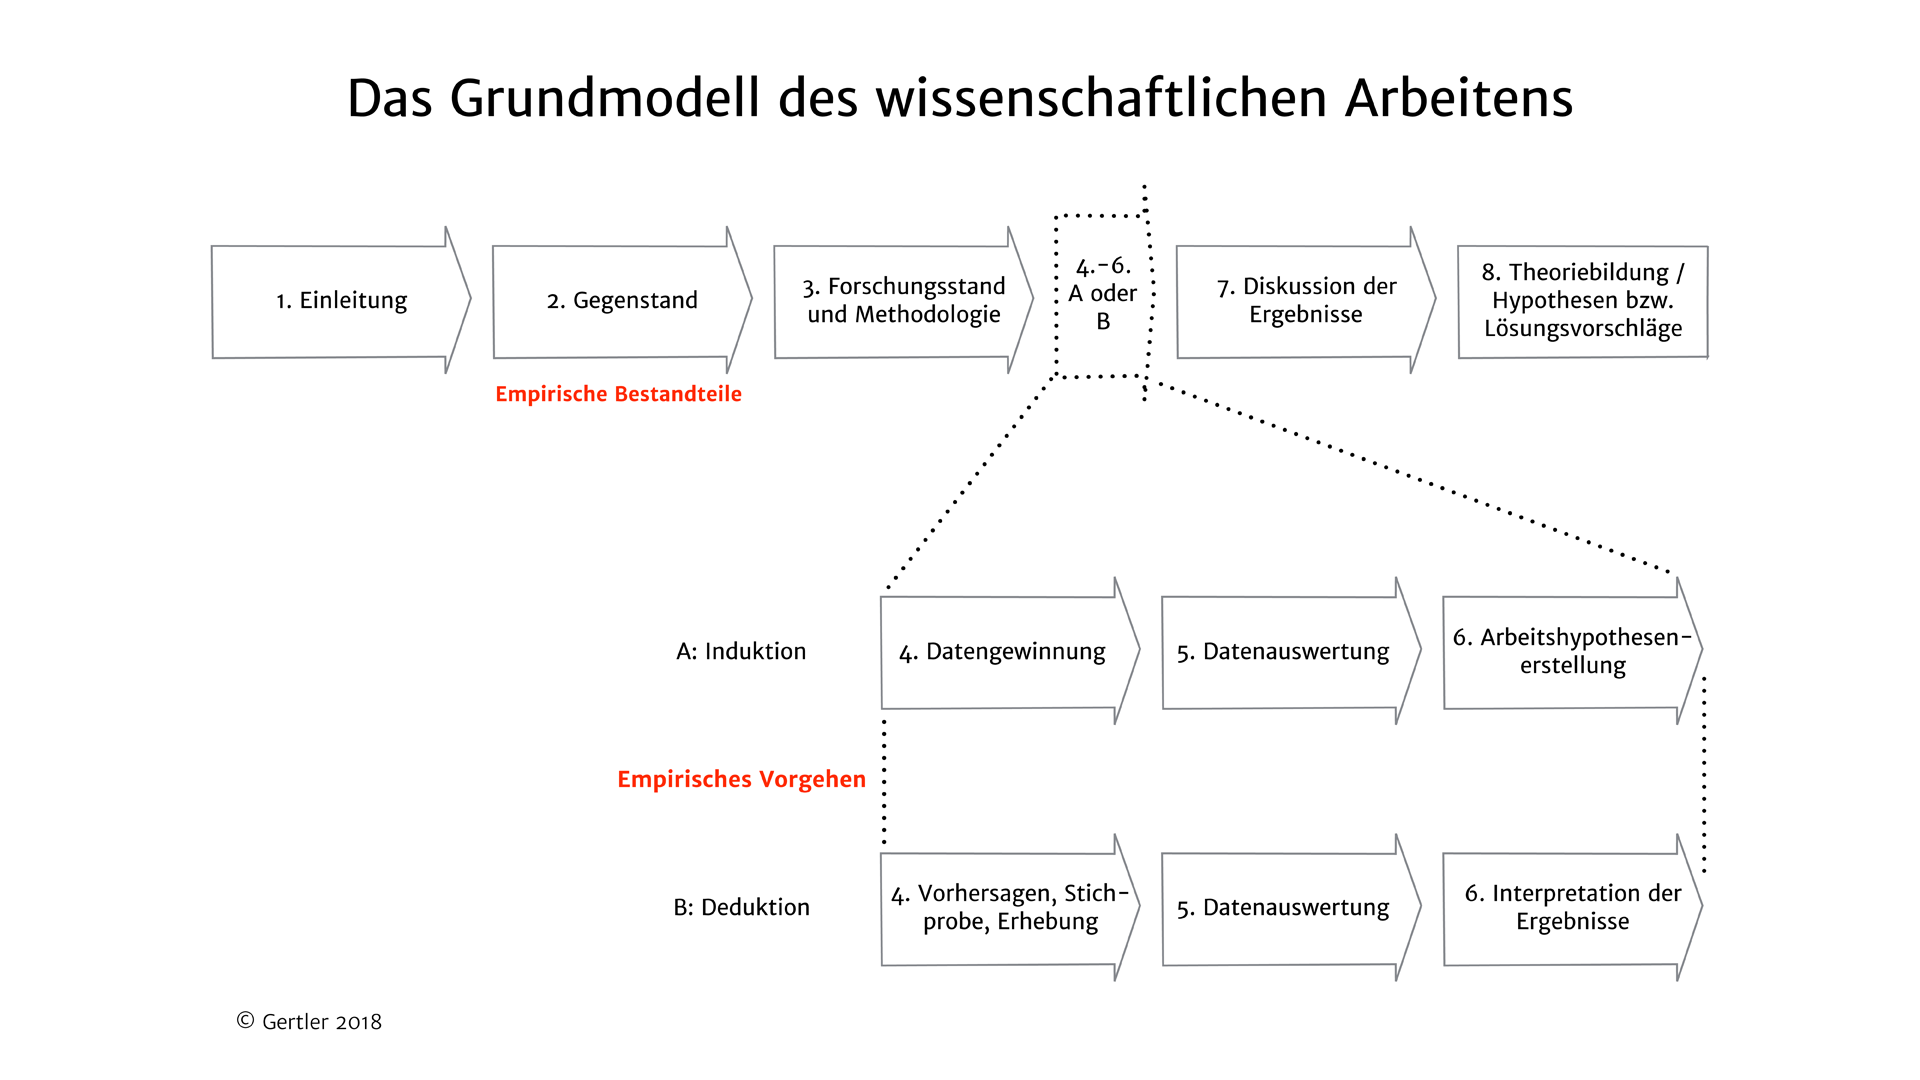 Das Grundmodell des wissenschaftlichen Arbeitens
1. Einleitung
2. Gegenstand
Empirische Bestandteile
3. Forschungsstand
und Methodologie
4.-6.
A oder
B
7. Diskussion der
Ergebnisse
8. Theoriebildung /
Hypothesen bzw.
Lösungsvorschläge
A: Induktion
4. Datengewinnung
5. Datenauswertung
6. Arbeitshypothesen-
erstellung
Empirisches Vorgehen
B: Deduktion
4. Vorhersagen, Stich-
probe, Erhebung
5. Datenauswertung
6. Interpretation der
Ergebnisse
© Gertler 2018